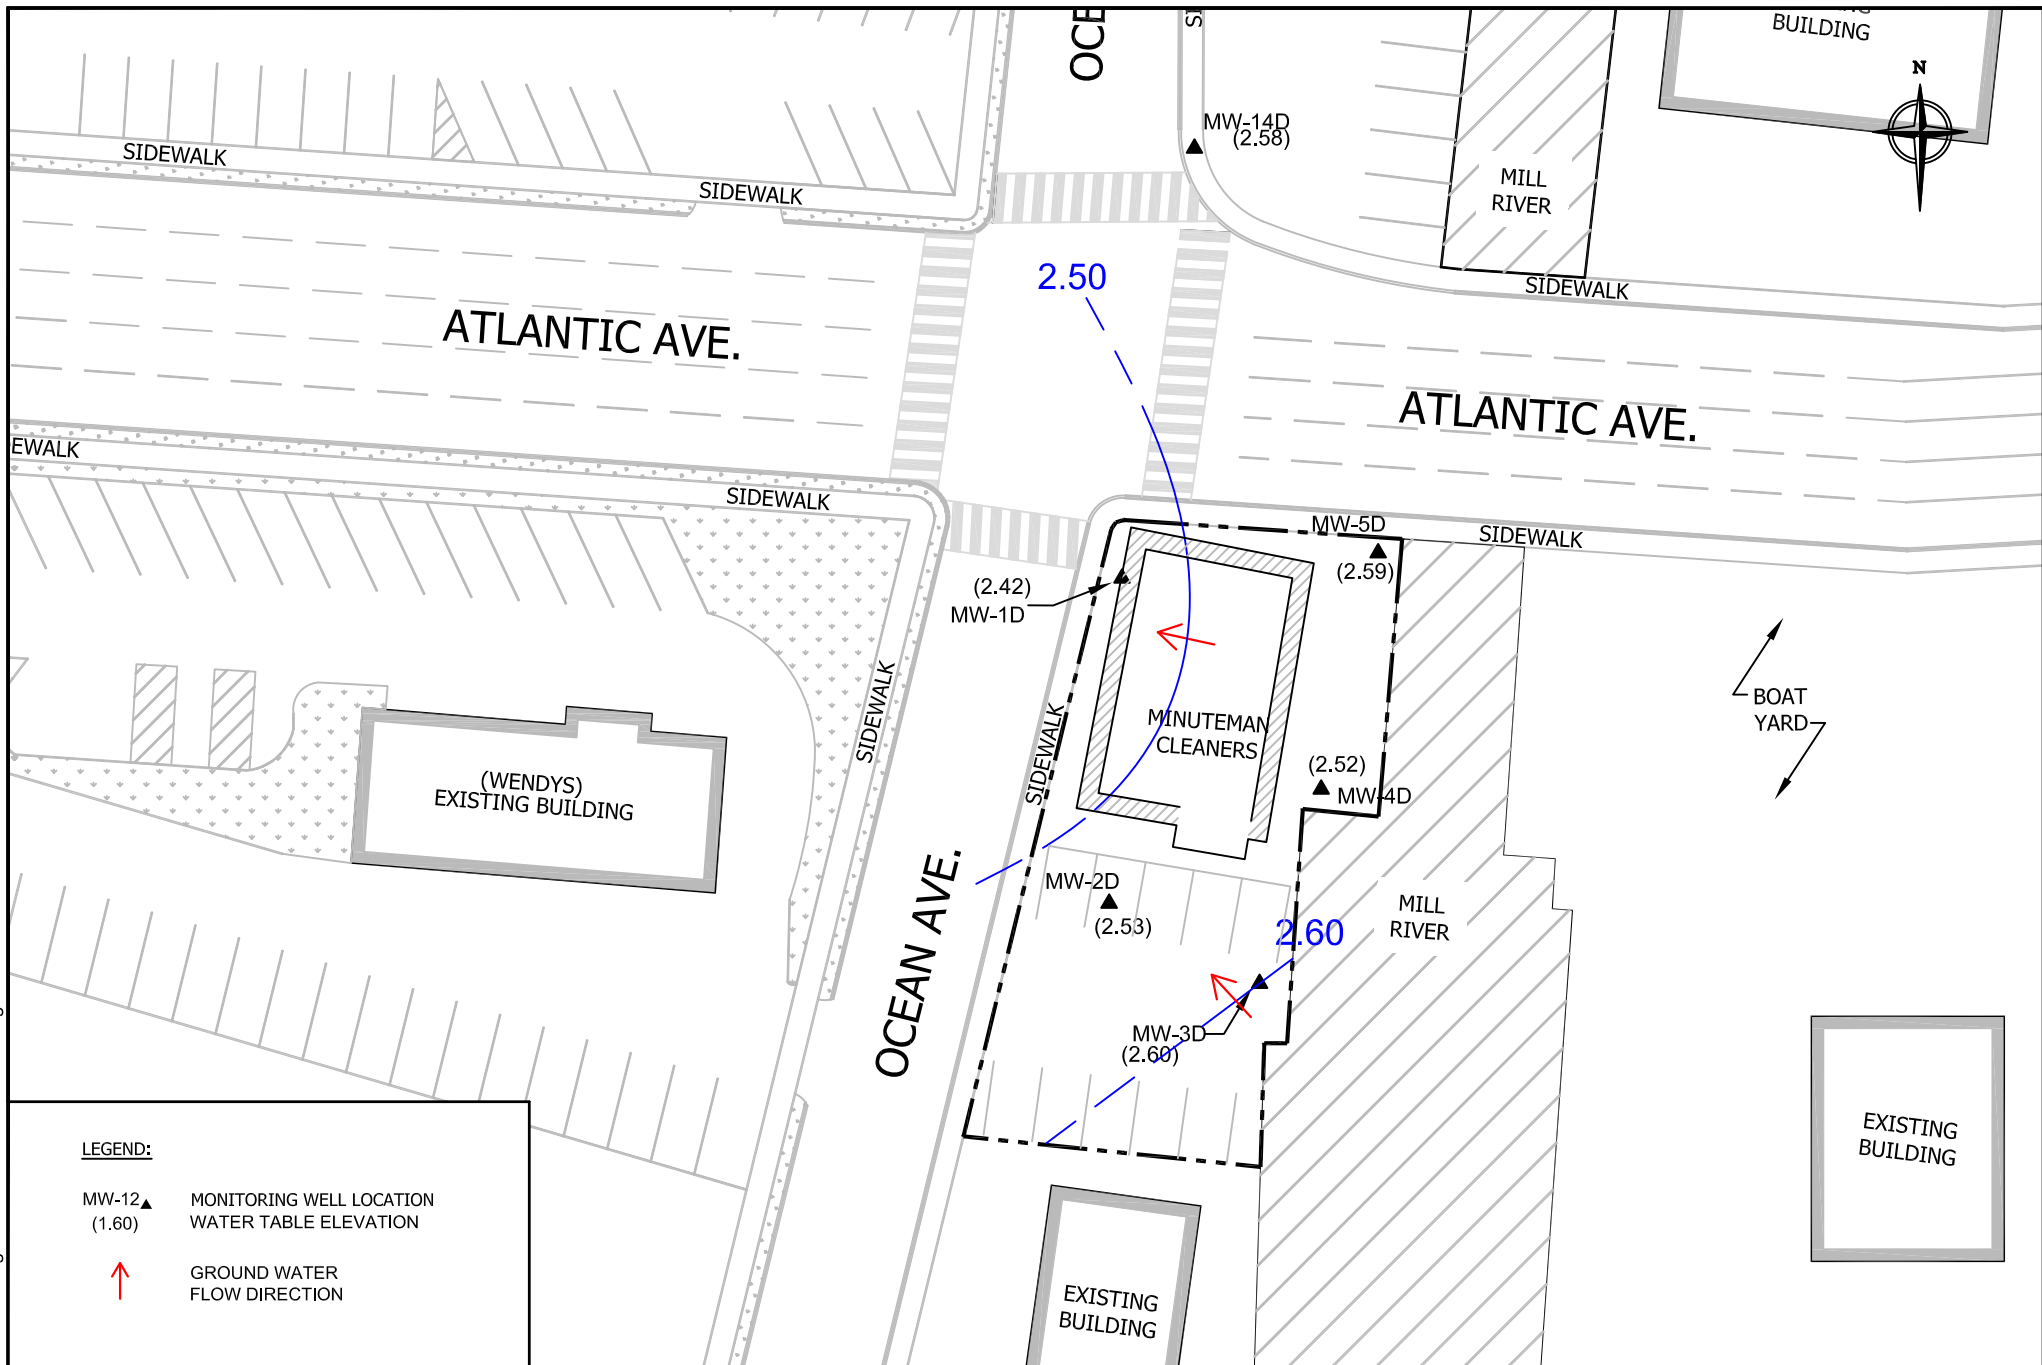 BUILDING
N
OCE
MW-14D
(2.58)
SIDEWALK
SIDEWALK
MILL
RIVER
2.50
SIDEWALK
ATLANTIC AVE.
ATLANTIC AVE.
EWALK
SIDEWALK
MW-5D
SIDEWALK
(2.59)
(2.42)
MW-1D
SIDEWALK
SIDEWALK
MINUTEMAN
CLEANERS
BOAT
YARD
(2.52)
MW-4D
(WENDYS)
EXISTING BUILDING
OCEAN AVE.
MW-2D
(2.53)
2.60
MILL
RIVER
MW-3D
(2.60)
EXISTING
BUILDING
EXISTING
BUILDING
LEGEND:
MW-12 MONITORING WELL LOCATION
(1.60) WATER TABLE ELEVATION
GROUND WATER
FLOW DIRECTION